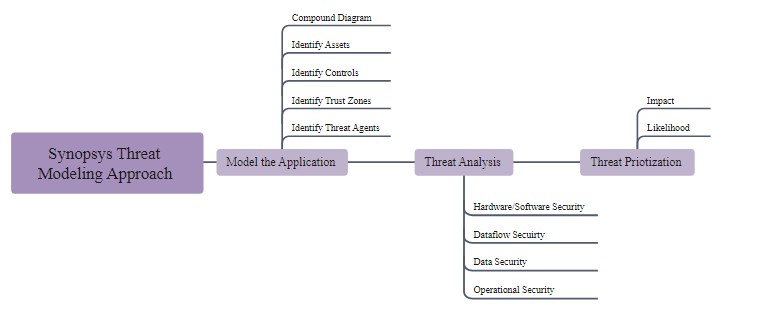 Compound Diagram
Identify Assets
Identify Controls
Identify Trust Zones
Identify Threat Agents
Impact
Likelihood
Synopsys Threat
Modeling Approach
Model the Application
Threat Analysis
Threat Priotization
Hardware/Software Security
Dataflow Secuirty
Data Security
Operational Security